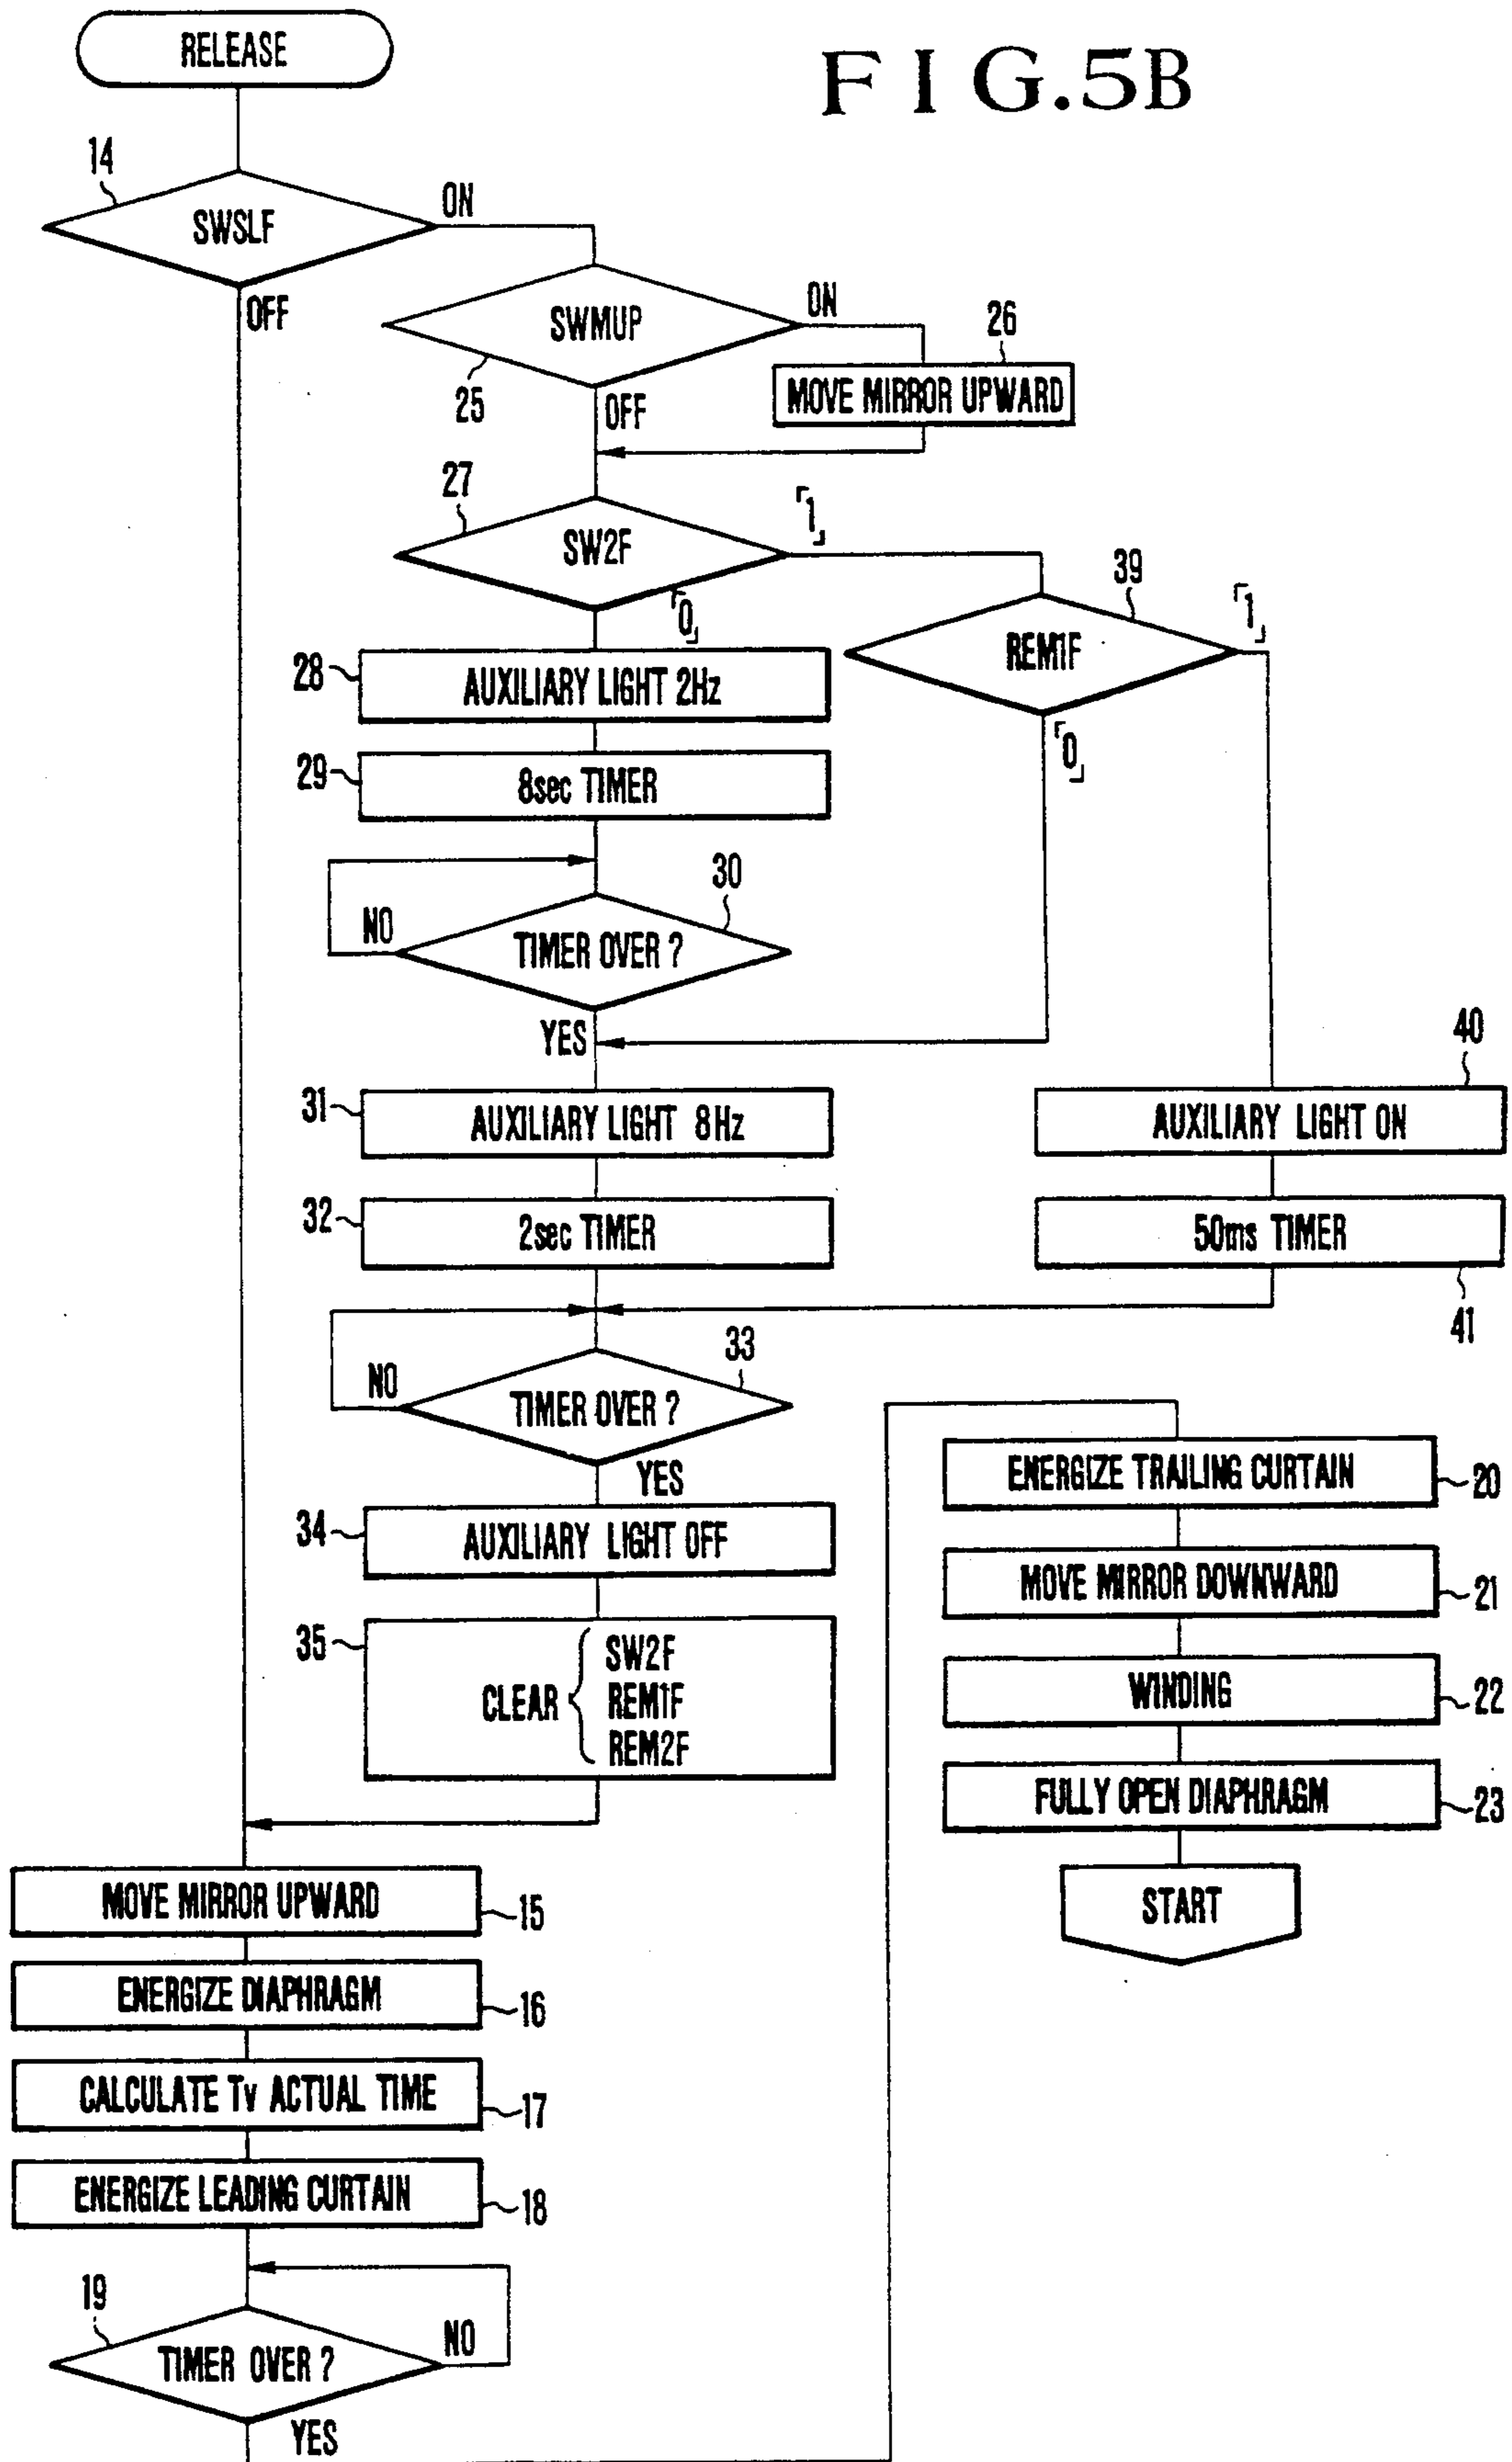 RELEASE
FIG.5B
14
SWSLF
ON
OFF
SWMUP
ON
25
OFF
26
MOVE MIRROR UPWARD
27
SW2F
「1」
「0」
39
REM1F
「1」
「0」
28
AUXILIARY LIGHT 2Hz
29
8sec TIMER
30
NO
TIMER OVER ?
YES
31
AUXILIARY LIGHT 8Hz
40
AUXILIARY LIGHT ON
32
2sec TIMER
50ms TIMER
41
33
NO
TIMER OVER ?
YES
34
AUXILIARY LIGHT OFF
35
CLEAR
SW2F
REM1F
REM2F
MOVE MIRROR UPWARD
15
ENERGIZE DIAPHRAGM
16
CALCULATE Tv ACTUAL TIME
17
ENERGIZE LEADING CURTAIN
18
19
TIMER OVER ?
NO
YES
ENERGIZE TRAILING CURTAIN
20
MOVE MIRROR DOWNWARD
21
WINDING
22
FULLY OPEN DIAPHRAGM
23
START